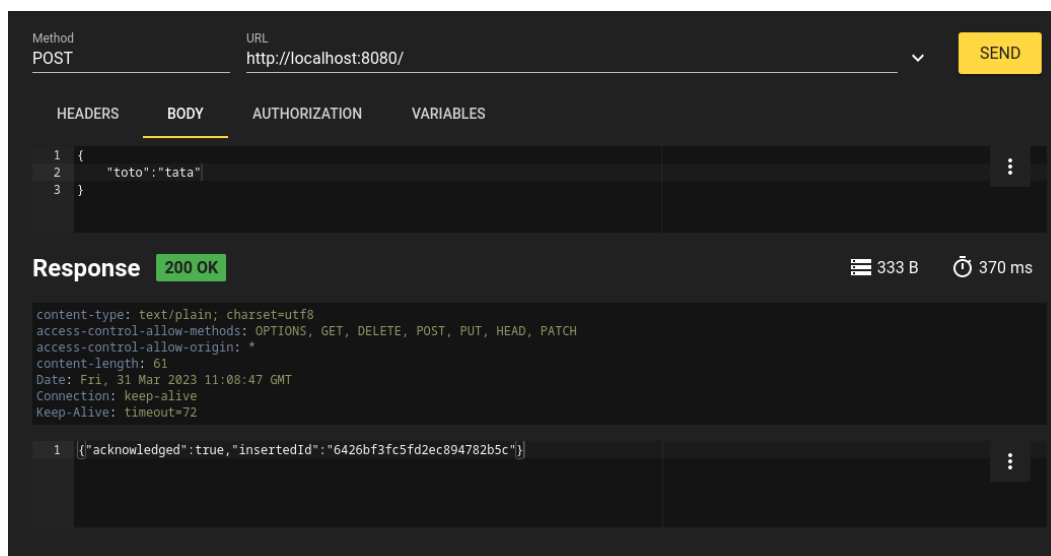 Method URL
POST http://localhost:8080/ SEND
HEADERS BODY AUTHORIZATION VARIABLES
1 {
2 "toto":"tata"
3 }
Response 200 OK 333 B 370 ms
content-type: text/plain; charset=utf8
access-control-allow-methods: OPTIONS, GET, DELETE, POST, PUT, HEAD, PATCH
access-control-allow-origin: *
content-length: 61
Date: Fri, 31 Mar 2023 11:08:47 GMT
Connection: keep-alive
Keep-Alive: timeout=72
1 {"acknowledged":true,"insertedId":"6426bf3fc5fd2ec894782b5c"}